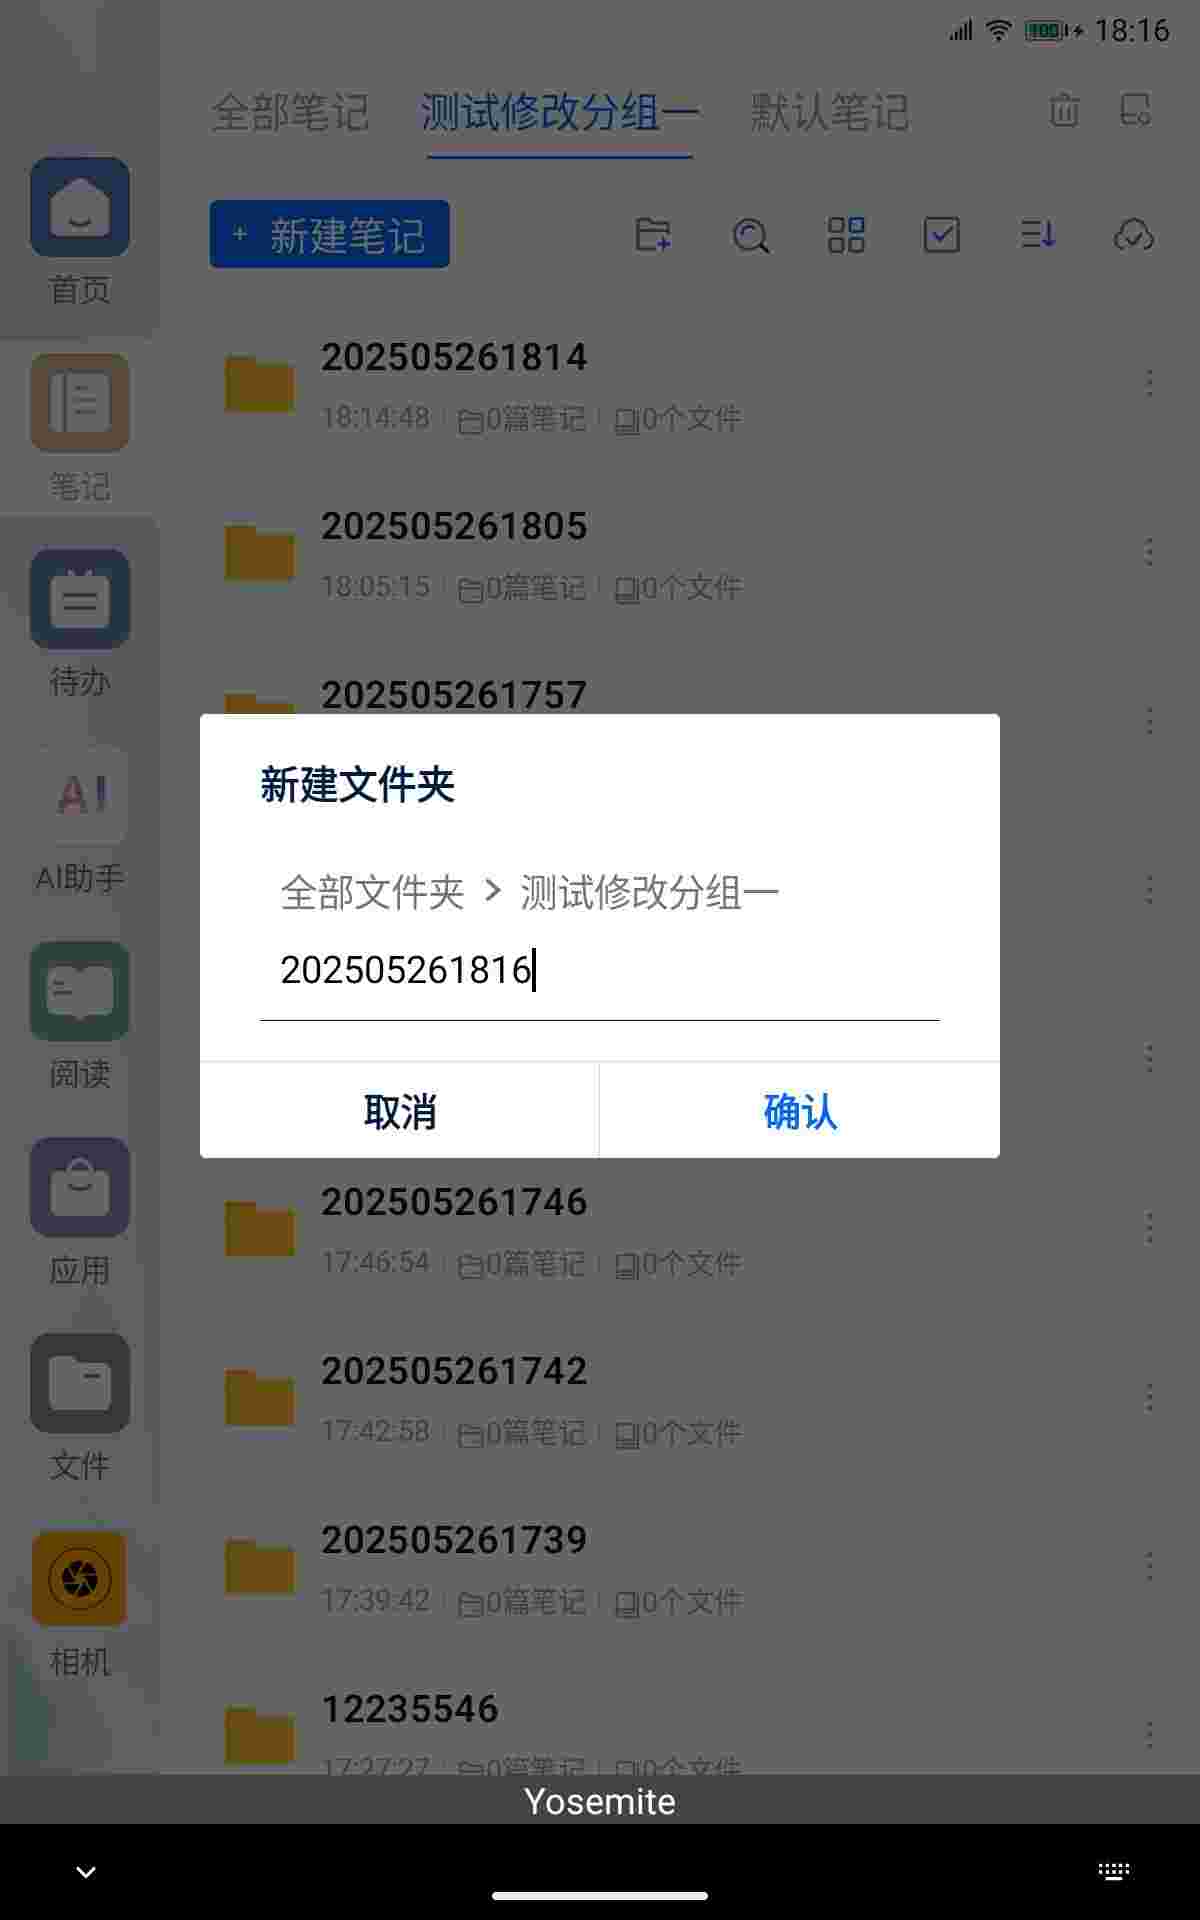 18:16
全部笔记 测试修改分组一 默认笔记
+ 新建笔记
首页
笔记
待办
AI
AI助手
阅读
应用
文件
相机
202505261814
18:14:48 0篇笔记 0个文件
202505261805
18:05:15 0篇笔记 0个文件
202505261757
新建文件夹
全部文件夹 > 测试修改分组一
202505261816
取消 确认
202505261746
17:46:54 0篇笔记 0个文件
202505261742
17:42:58 0篇笔记 0个文件
202505261739
17:39:42 0篇笔记 0个文件
12235546
17:27:27 0篇笔记 0个文件
Yosemite